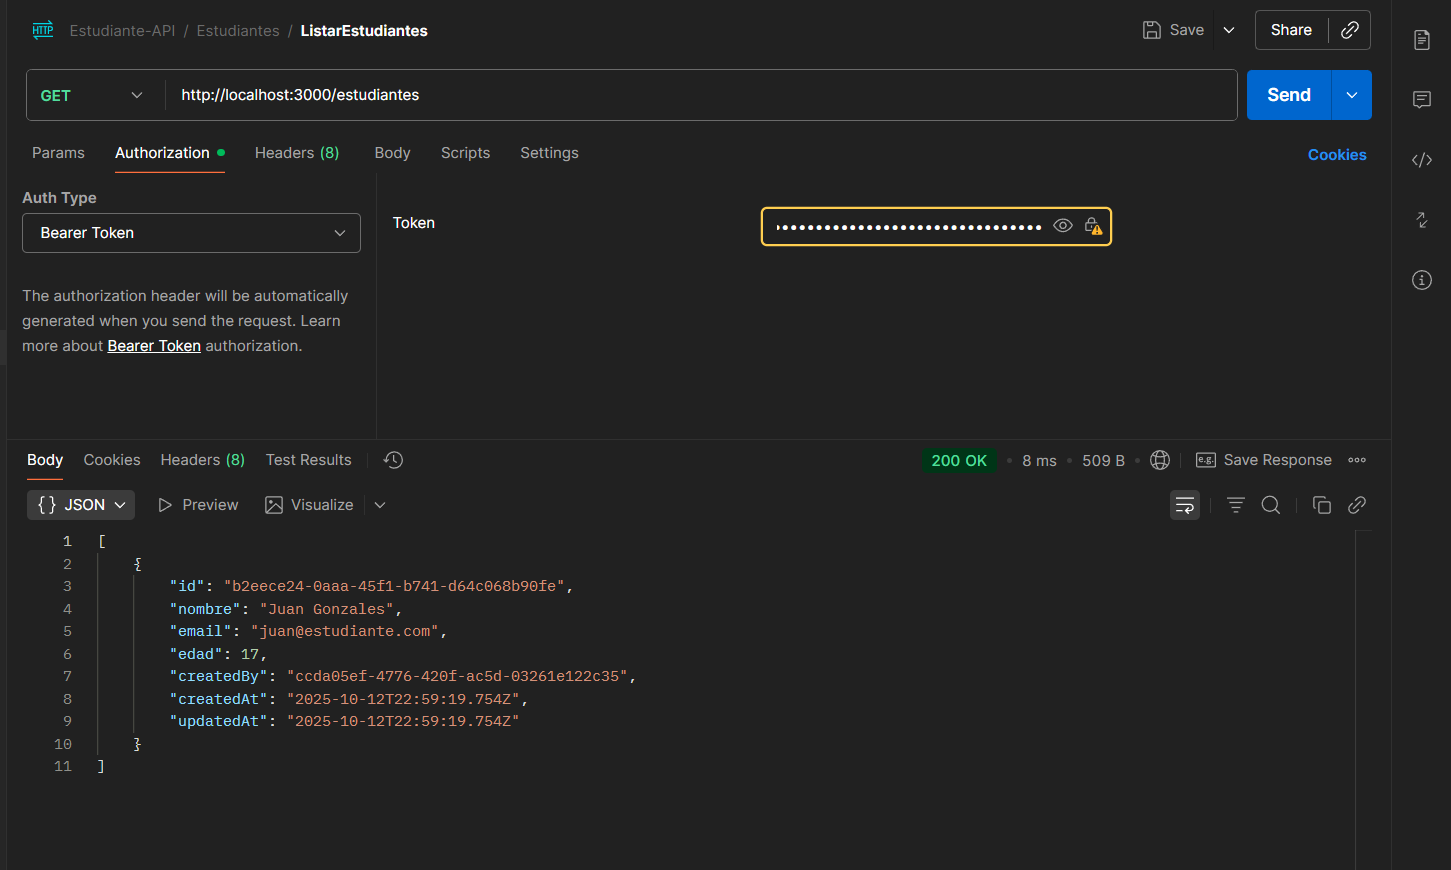 HTTP Estudiante-API / Estudiantes / ListarEstudiantes Save Share
GET http://localhost:3000/estudiantes Send
Params Authorization Headers (8) Body Scripts Settings Cookies
Auth Type
Bearer Token
Token
The authorization header will be automatically
generated when you send the request. Learn
more about Bearer Token authorization.
Body Cookies Headers (8) Test Results 200 OK • 8 ms • 509 B • e.g. Save Response
{} JSON Preview Visualize
1 [
2 {
3 "id": "b2eece24-0aaa-45f1-b741-d64c068b90fe",
4 "nombre": "Juan Gonzales",
5 "email": "juan@estudiante.com",
6 "edad": 17,
7 "createdBy": "ccda05ef-4776-420f-ac5d-03261e122c35",
8 "createdAt": "2025-10-12T22:59:19.754Z",
9 "updatedAt": "2025-10-12T22:59:19.754Z"
10 }
11 ]